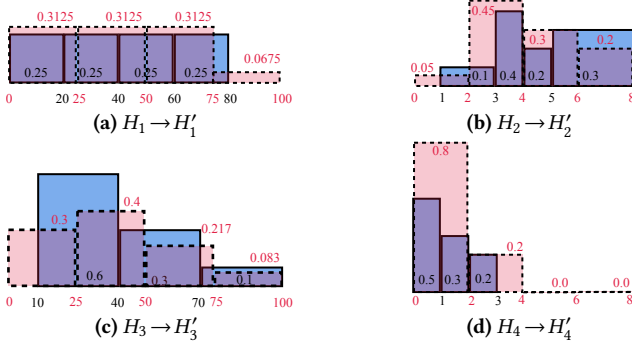 0.3125 0.3125 0.3125
0.0675
0.25 0.25 0.25 0.25
0 20 25 40 50 60 75 80 100
(a) H₁ → H′₁
0.45
0.3 0.2
0.05
0.1 0.4 0.2 0.3
0 1 2 3 4 5 6 8
(b) H₂ → H′₂
0.4
0.3 0.217
0.083
0.6 0.3 0.1
0 10 25 40 50 70 75 100
(c) H₃ → H′₃
0.8
0.2
0.5 0.3 0.2 0.0 0.0
0 1 2 3 4 6 8
(d) H₄ → H′₄